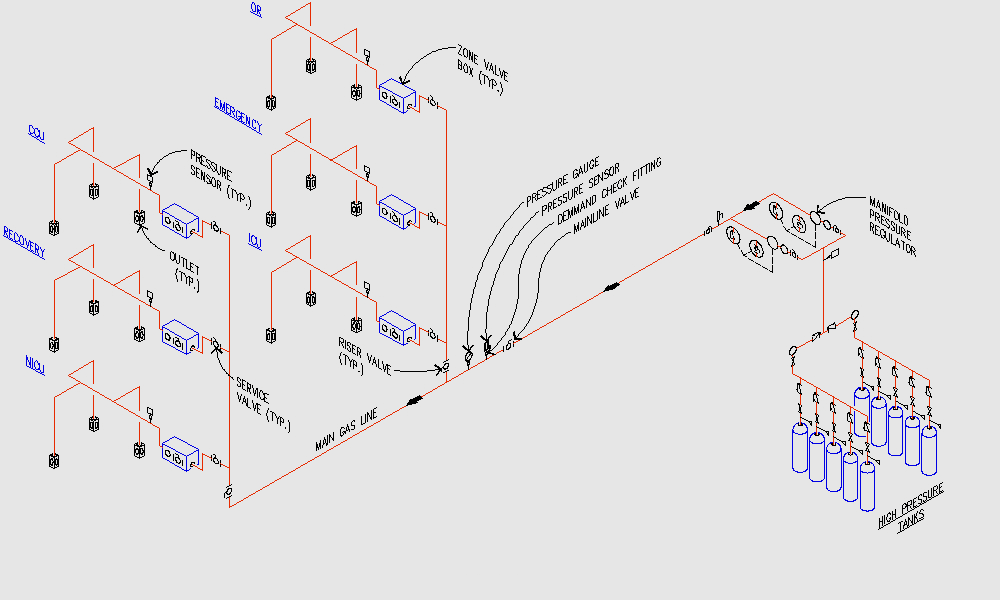 OR
ZONE VALVE
BOX (TYP.)
EMERGENCY
CCU
PRESSURE
SENSOR (TYP.)
PRESSURE GAUGE
PRESSURE SENSOR
DEMMAND CHECK FITTING
MAINLINE VALVE
MANIFOLD
PRESSURE
REGULATOR
RECOVERY
ICU
OUTLET
(TYP.)
RISER VALVE
(TYP.)
NICU
SERVICE
VALVE (TYP.)
MAIN GAS LINE
HIGH PRESSURE
TANKS